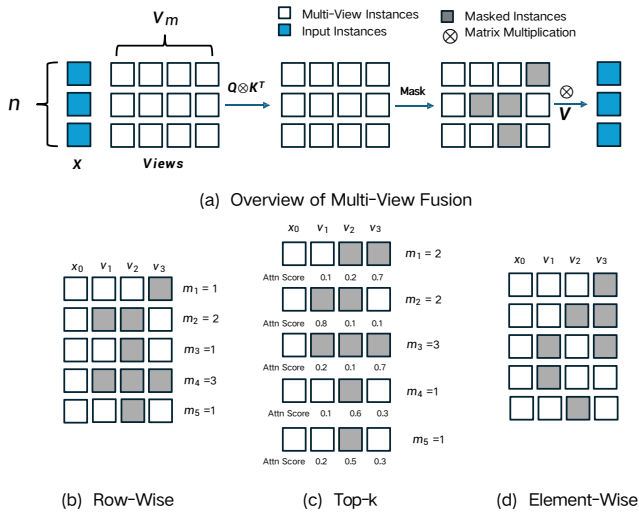 Multi-View Instances
Input Instances
Masked Instances
⊗ Matrix Multiplication
V_m
n
Q⊗K^T
Mask
⊗
V
X
Views
(a) Overview of Multi-View Fusion
x_0 v_1 v_2 v_3
m_1 = 1
m_2 = 2
m_3 =1
m_4 =3
m_5 =1
(b) Row-Wise
x_0 v_1 v_2 v_3
m_1 = 2
Attn Score 0.1 0.2 0.7
m_2 = 2
Attn Score 0.8 0.1 0.1
m_3 =3
Attn Score 0.2 0.1 0.7
m_4 =1
Attn Score 0.1 0.6 0.3
m_5 =1
Attn Score 0.2 0.5 0.3
(c) Top-k
x_0 v_1 v_2 v_3
(d) Element-Wise